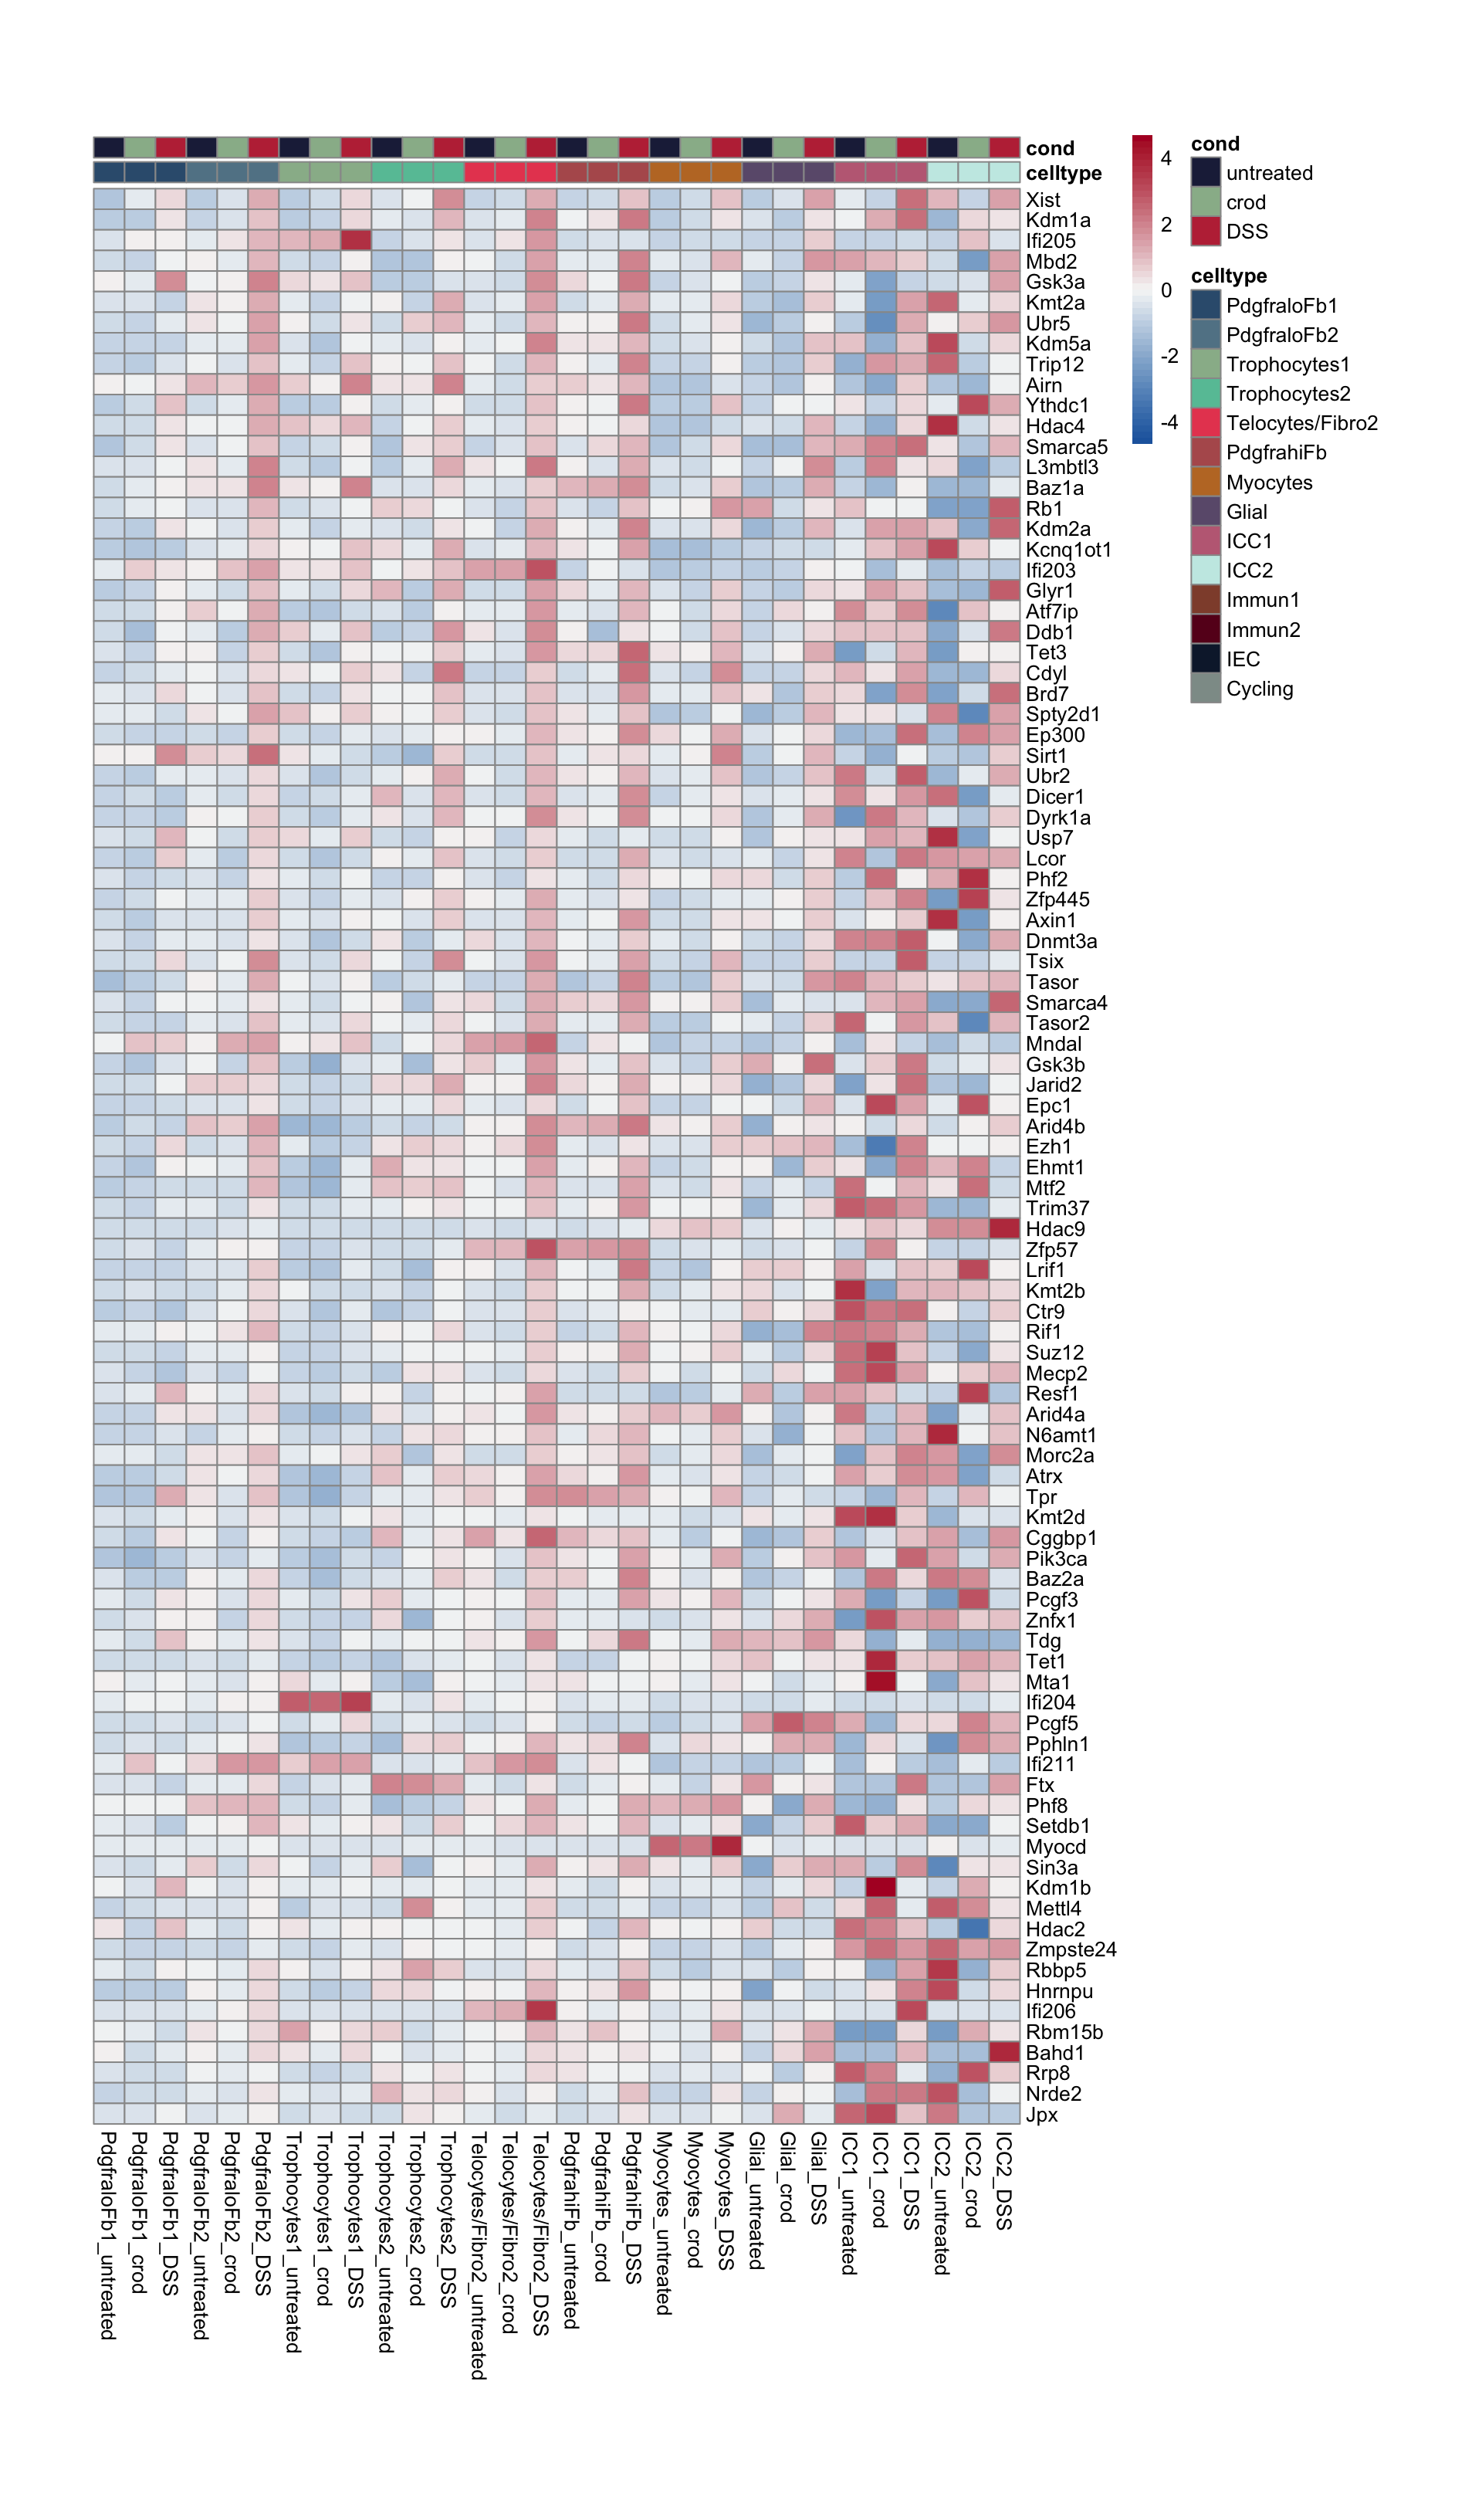 cond
celltype
Xist
Kdm1a
Ifi205
Mbd2
Gsk3a
Kmt2a
Ubr5
Kdm5a
Trip12
Airn
Ythdc1
Hdac4
Smarca5
L3mbtl3
Baz1a
Rb1
Kdm2a
Kcnq1ot1
Ifi203
Glyr1
Atf7ip
Ddb1
Tet3
Cdyl
Brd7
Spty2d1
Ep300
Sirt1
Ubr2
Dicer1
Dyrk1a
Usp7
Lcor
Phf2
Zfp445
Axin1
Dnmt3a
Tsix
Tasor
Smarca4
Tasor2
Mndal
Gsk3b
Jarid2
Epc1
Arid4b
Ezh1
Ehmt1
Mtf2
Trim37
Hdac9
Zfp57
Lrif1
Kmt2b
Ctr9
Rif1
Suz12
Mecp2
Resf1
Arid4a
N6amt1
Morc2a
Atrx
Tpr
Kmt2d
Cggbp1
Pik3ca
Baz2a
Pcgf3
Znfx1
Tdg
Tet1
Mta1
Ifi204
Pcgf5
Pphln1
Ifi211
Ftx
Phf8
Setdb1
Myocd
Sin3a
Kdm1b
Mettl4
Hdac2
Zmpste24
Rbbp5
Hnrnpu
Ifi206
Rbm15b
Bahd1
Rrp8
Nrde2
Jpx
PdgfraloFb1_untreated
PdgfraloFb1_crod
PdgfraloFb1_DSS
PdgfraloFb2_untreated
PdgfraloFb2_crod
PdgfraloFb2_DSS
Trophocytes1_untreated
Trophocytes1_crod
Trophocytes1_DSS
Trophocytes2_untreated
Trophocytes2_crod
Trophocytes2_DSS
Telocytes/Fibro2_untreated
Telocytes/Fibro2_crod
Telocytes/Fibro2_DSS
PdgfrahiFb_untreated
PdgfrahiFb_crod
PdgfrahiFb_DSS
Myocytes_untreated
Myocytes_crod
Myocytes_DSS
Glial_untreated
Glial_crod
Glial_DSS
ICC1_untreated
ICC1_crod
ICC1_DSS
ICC2_untreated
ICC2_crod
ICC2_DSS
4
2
0
-2
-4
cond
untreated
crod
DSS
celltype
PdgfraloFb1
PdgfraloFb2
Trophocytes1
Trophocytes2
Telocytes/Fibro2
PdgfrahiFb
Myocytes
Glial
ICC1
ICC2
Immun1
Immun2
IEC
Cycling